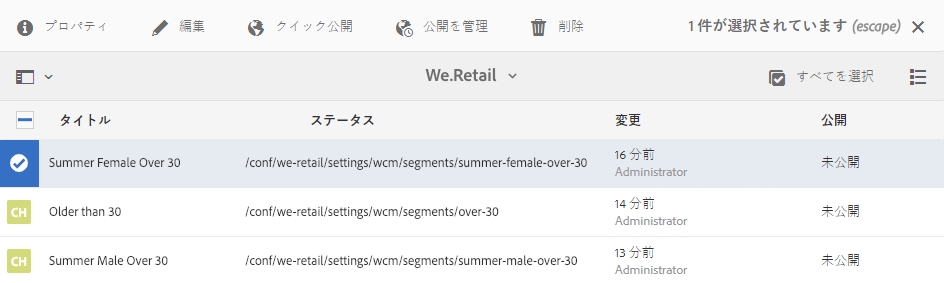 プロパティ 編集 クイック公開 公開を管理 削除 1 件が選択されています (escape)
We.Retail すべてを選択
タイトル ステータス 変更 公開
Summer Female Over 30 /conf/we-retail/settings/wcm/segments/summer-female-over-30 16 分前 未公開
Administrator
CH Older than 30 /conf/we-retail/settings/wcm/segments/over-30 14 分前 未公開
Administrator
CH Summer Male Over 30 /conf/we-retail/settings/wcm/segments/summer-male-over-30 13 分前 未公開
Administrator